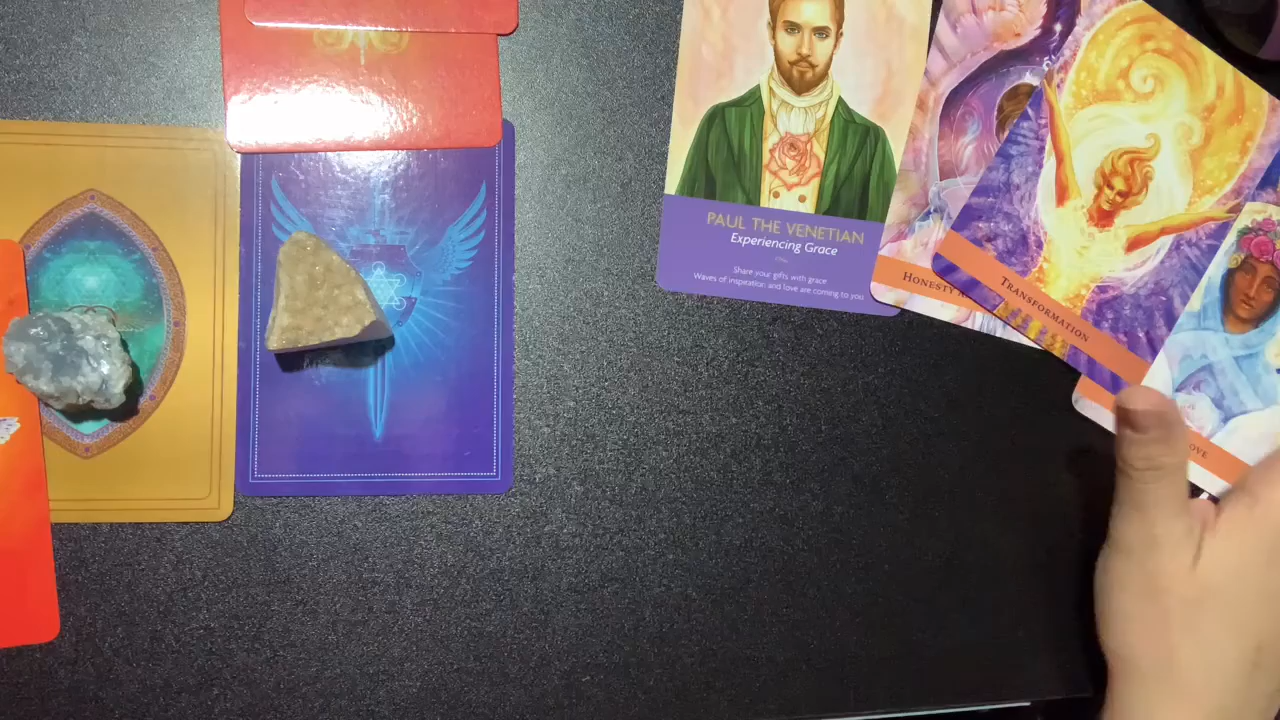 PAUL THE VENETIAN
Experiencing Grace
Share your gifts with grace
Waves of inspiration and love are coming to you
HONESTY
TRANSFORMATION